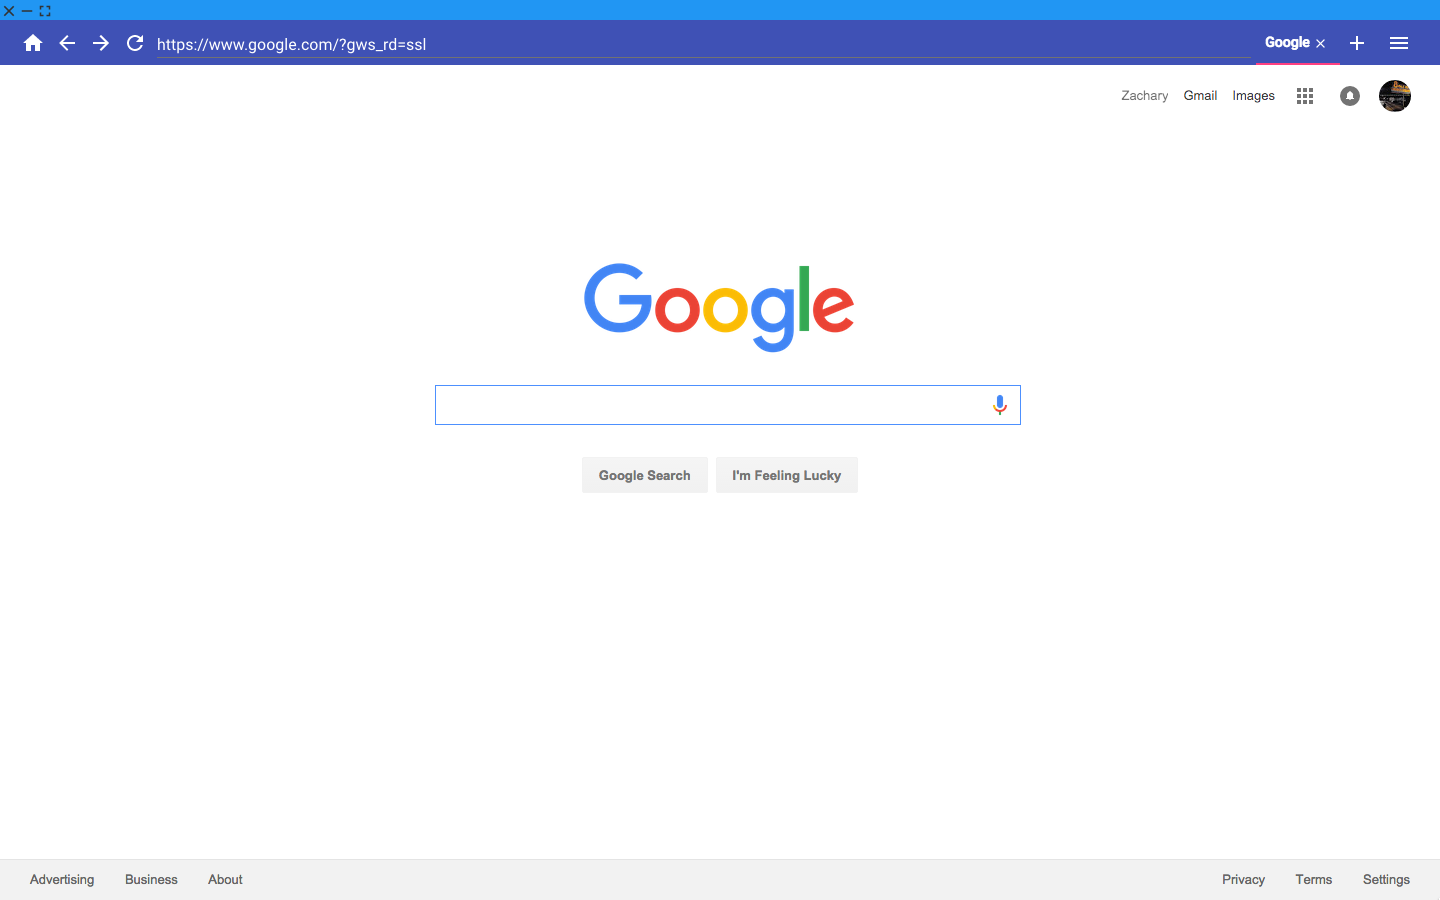 https://www.google.com/?gws_rd=ssl
Google
Zachary Gmail Images
Google
Google Search I'm Feeling Lucky
Advertising Business About Privacy Terms Settings